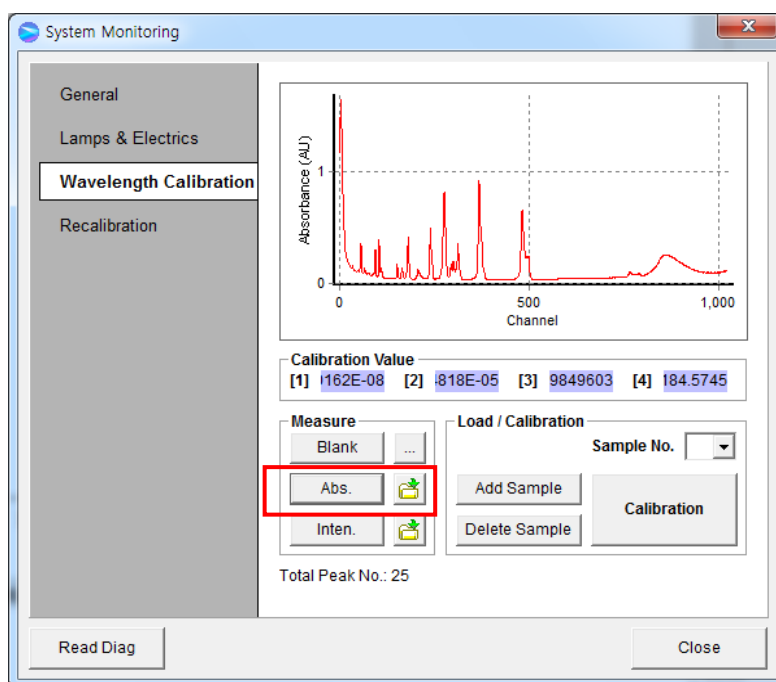 System Monitoring
General
Lamps & Electrics
Wavelength Calibration
Recalibration
Absorbance (AU)
1
0
0 500 1,000
Channel
Calibration Value
[1] )162E-08 [2] 4818E-05 [3] 9849603 [4] 184.5745
Measure
Blank ...
Abs.
Inten.
Load / Calibration
Sample No.
Add Sample
Delete Sample
Calibration
Total Peak No.: 25
Read Diag
Close